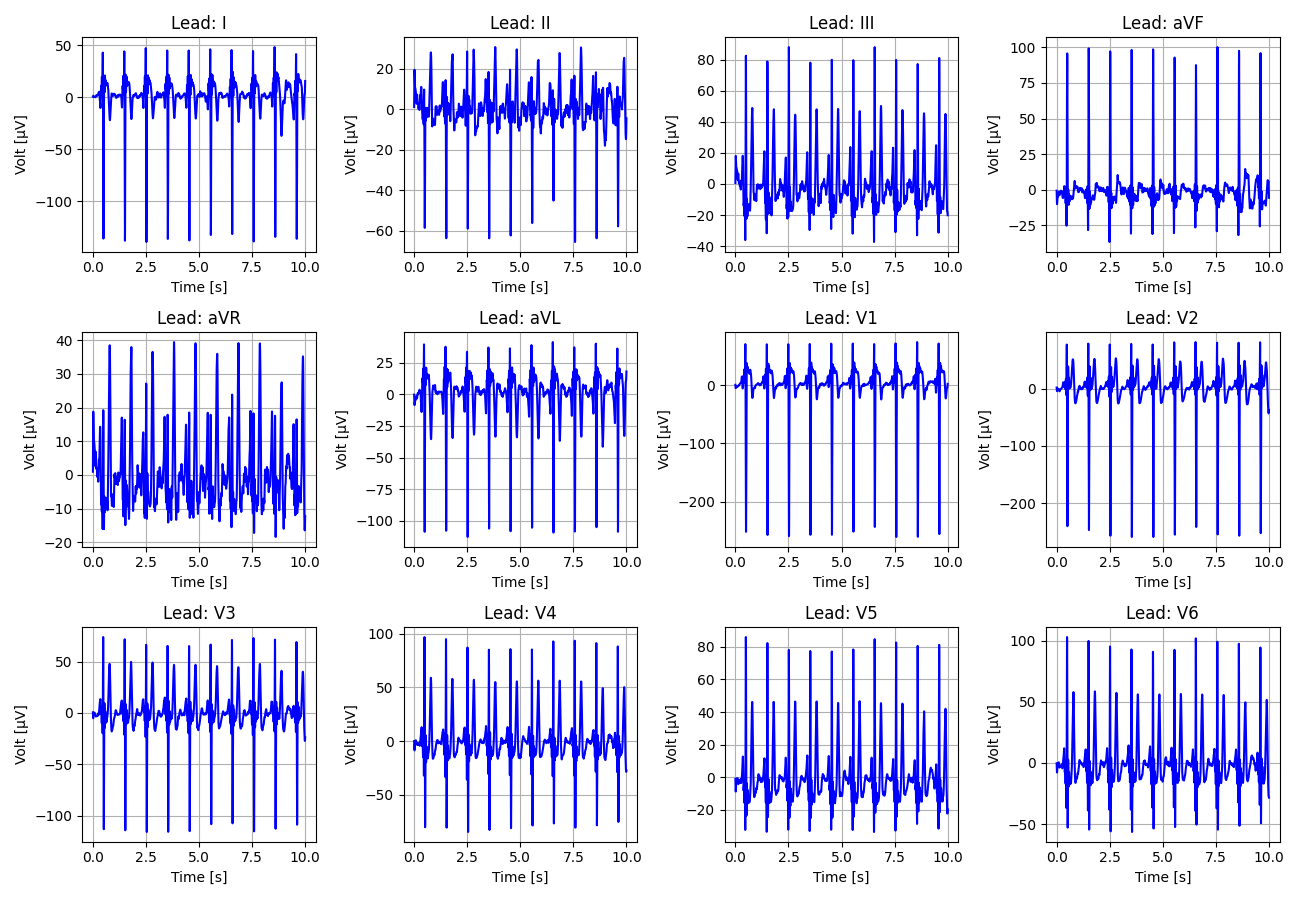 Lead: I
Lead: II
Lead: III
Lead: aVF
50
0
−50
−100
Volt [µV]
0.0 2.5 5.0 7.5 10.0
Time [s]
20
0
−20
−40
−60
Volt [µV]
0.0 2.5 5.0 7.5 10.0
Time [s]
80
60
40
20
0
−20
−40
Volt [µV]
0.0 2.5 5.0 7.5 10.0
Time [s]
100
75
50
25
0
−25
Volt [µV]
0.0 2.5 5.0 7.5 10.0
Time [s]
Lead: aVR
Lead: aVL
Lead: V1
Lead: V2
40
30
20
10
0
−10
−20
Volt [µV]
0.0 2.5 5.0 7.5 10.0
Time [s]
25
0
−25
−50
−75
−100
Volt [µV]
0.0 2.5 5.0 7.5 10.0
Time [s]
0
−100
−200
Volt [µV]
0.0 2.5 5.0 7.5 10.0
Time [s]
0
−100
−200
Volt [µV]
0.0 2.5 5.0 7.5 10.0
Time [s]
Lead: V3
Lead: V4
Lead: V5
Lead: V6
50
0
−50
−100
Volt [µV]
0.0 2.5 5.0 7.5 10.0
Time [s]
100
50
0
−50
Volt [µV]
0.0 2.5 5.0 7.5 10.0
Time [s]
80
60
40
20
0
−20
Volt [µV]
0.0 2.5 5.0 7.5 10.0
Time [s]
100
50
0
−50
Volt [µV]
0.0 2.5 5.0 7.5 10.0
Time [s]